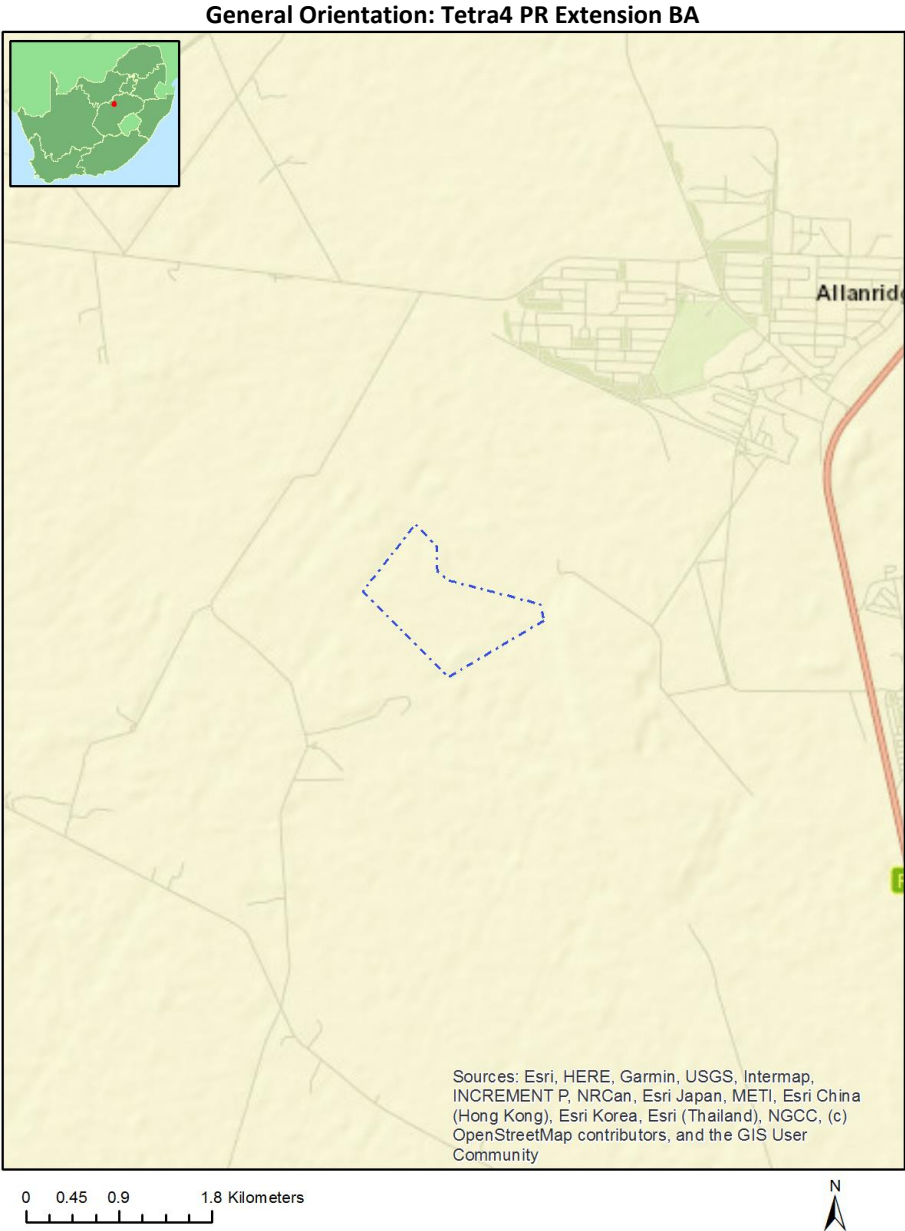 General Orientation: Tetra4 PR Extension BA
Sources: Esri, HERE, Garmin, USGS, Intermap,
INCREMENT P, NRCan, Esri Japan, METI, Esri China
(Hong Kong), Esri Korea, Esri (Thailand), NGCC, (c)
OpenStreetMap contributors, and the GIS User
Community
0 0.45 0.9 1.8 Kilometers
N